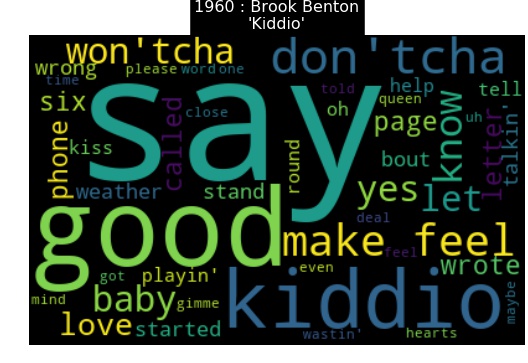 1960 : Brook Benton
'Kiddio'
won'tcha
don'tcha
wrong
please
word
one
time
say
told
queen
help
tell
six
called
close
oh
page
uh
know
letter
talkin'
phone
kiss
round
bout
weather
stand
yes
let
good
deal
make feel
feel
even
wrote
got
playin'
kiddio
maybe
mind
baby
gimme
love
started
wastin'
hearts